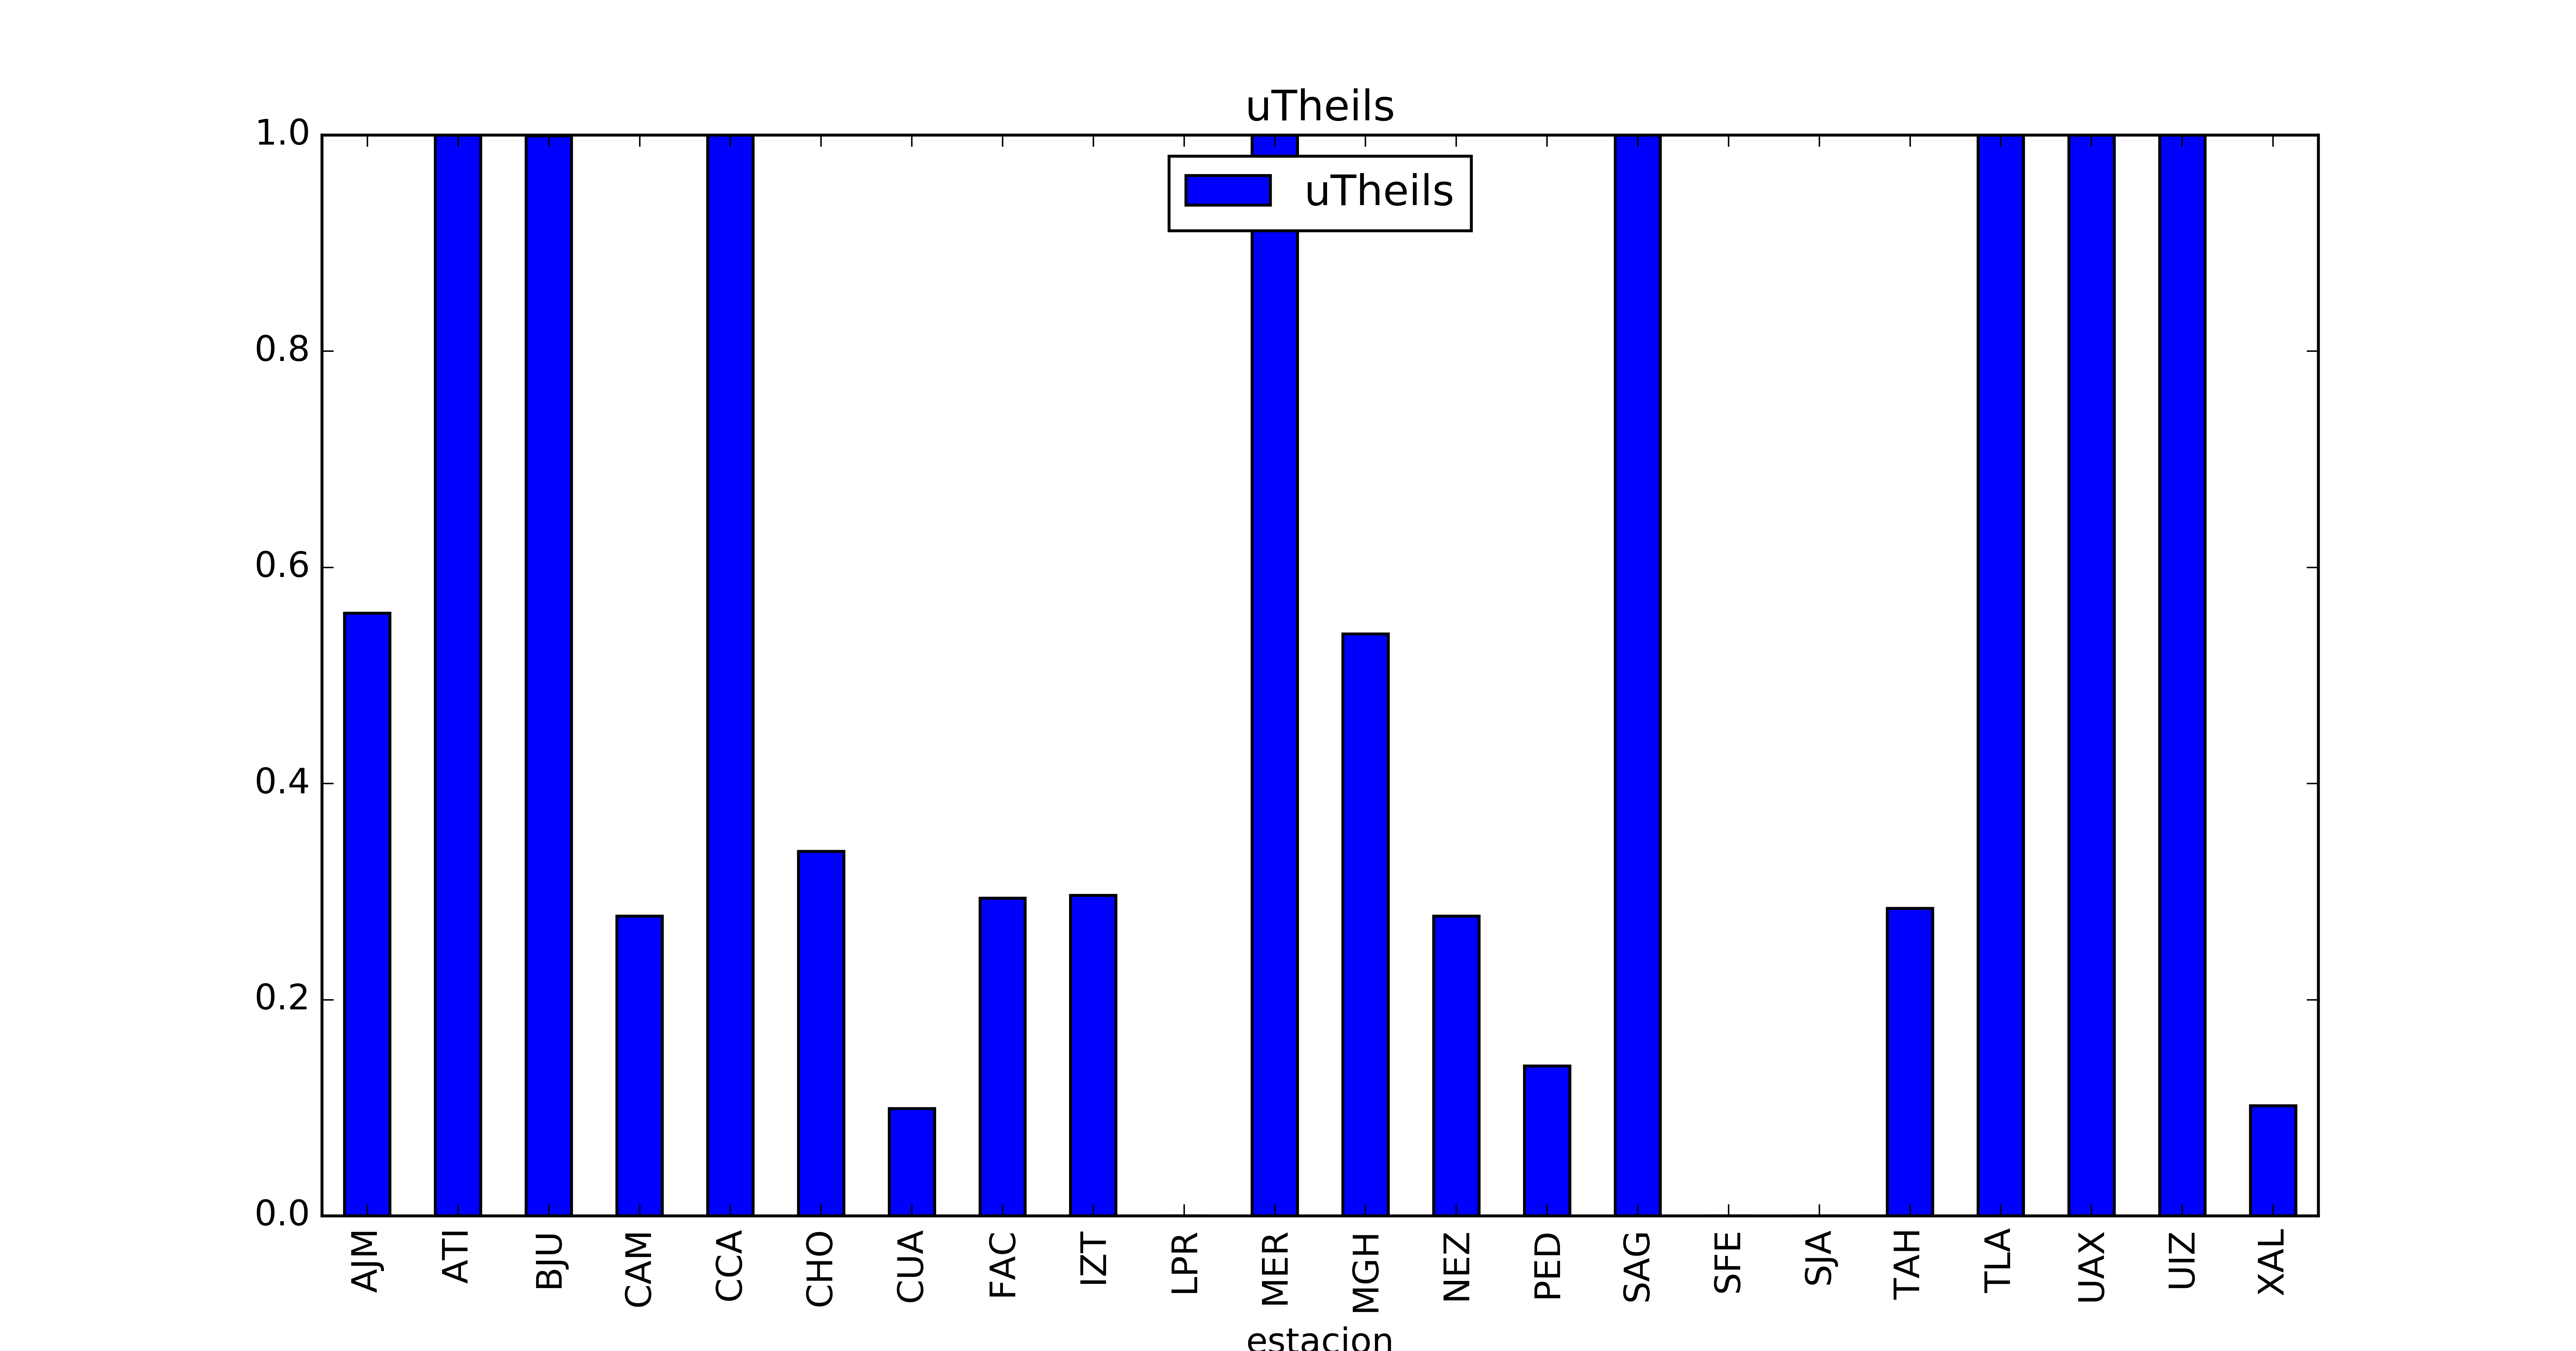 uTheils
1.0
uTheils
0.8
0.6
0.4
0.2
0.0
AJM ATI BJU CAM CCA CHO CUA FAC IZT LPR MER MGH NEZ PED SAG SFE SJA TAH TLA UAX UIZ XAL
estacion